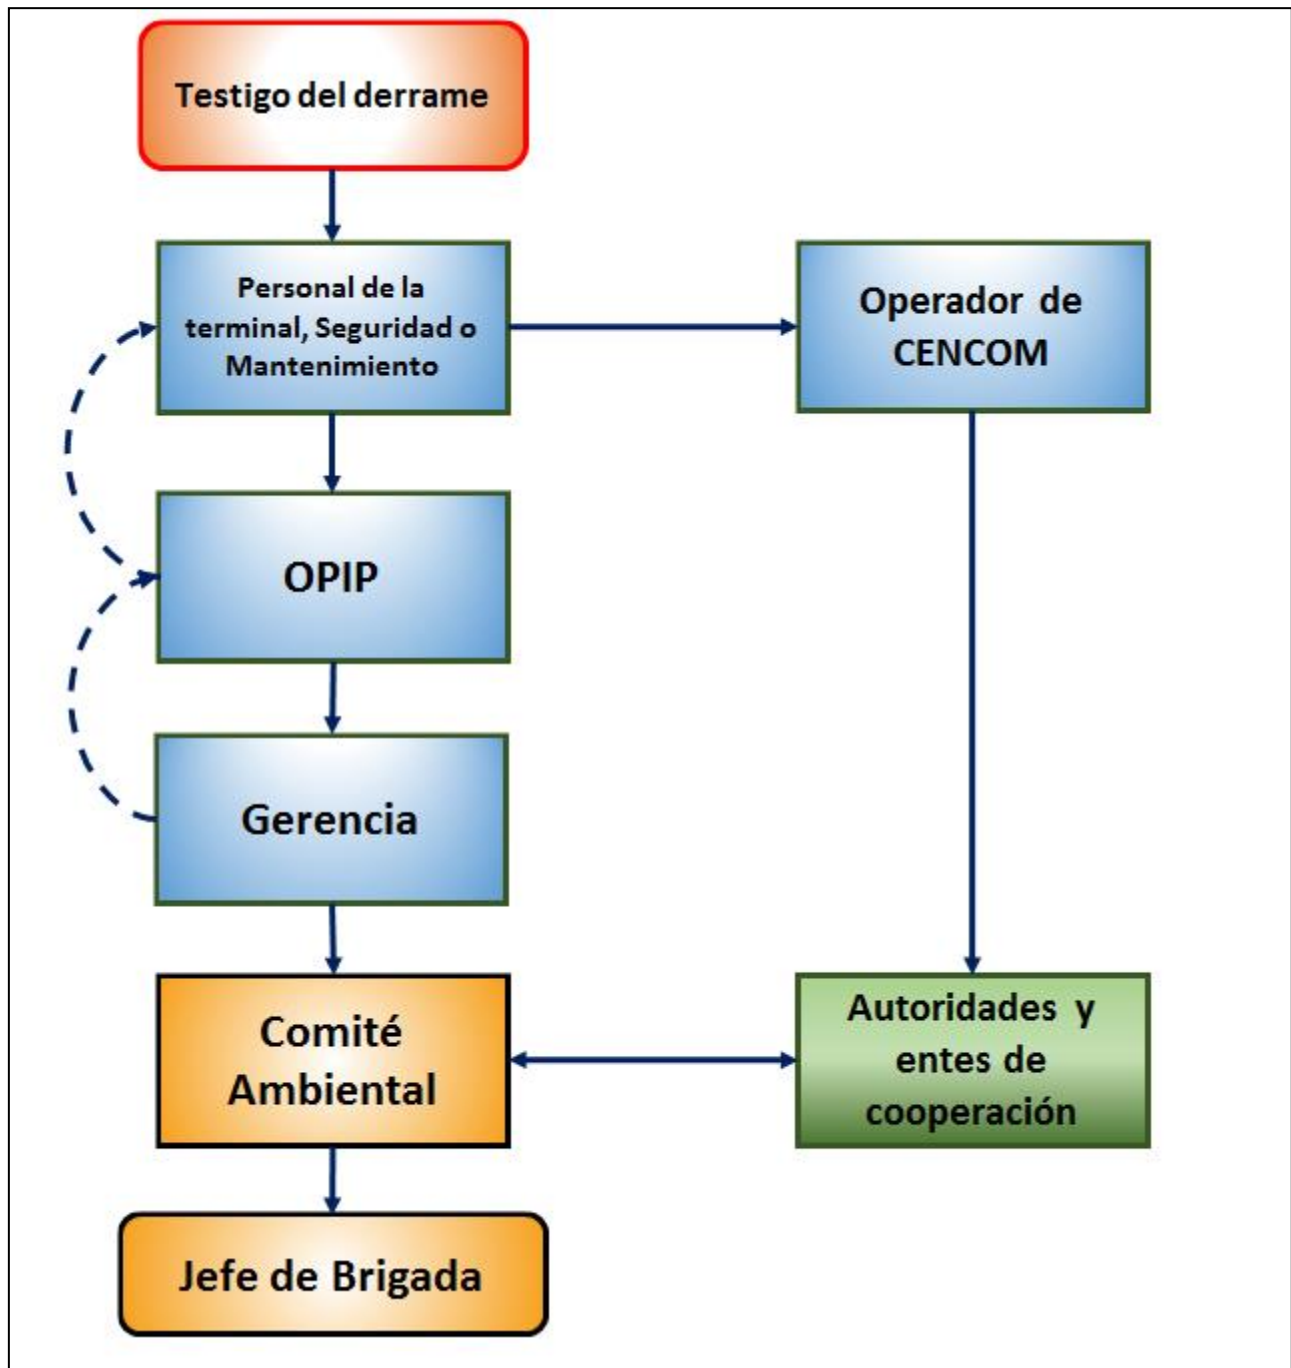 Testigo del derrame
Personal de la
terminal, Seguridad o
Mantenimiento
Operador de
CENCOM
OPIP
Gerencia
Comité
Ambiental
Autoridades y
entes de
cooperación
Jefe de Brigada